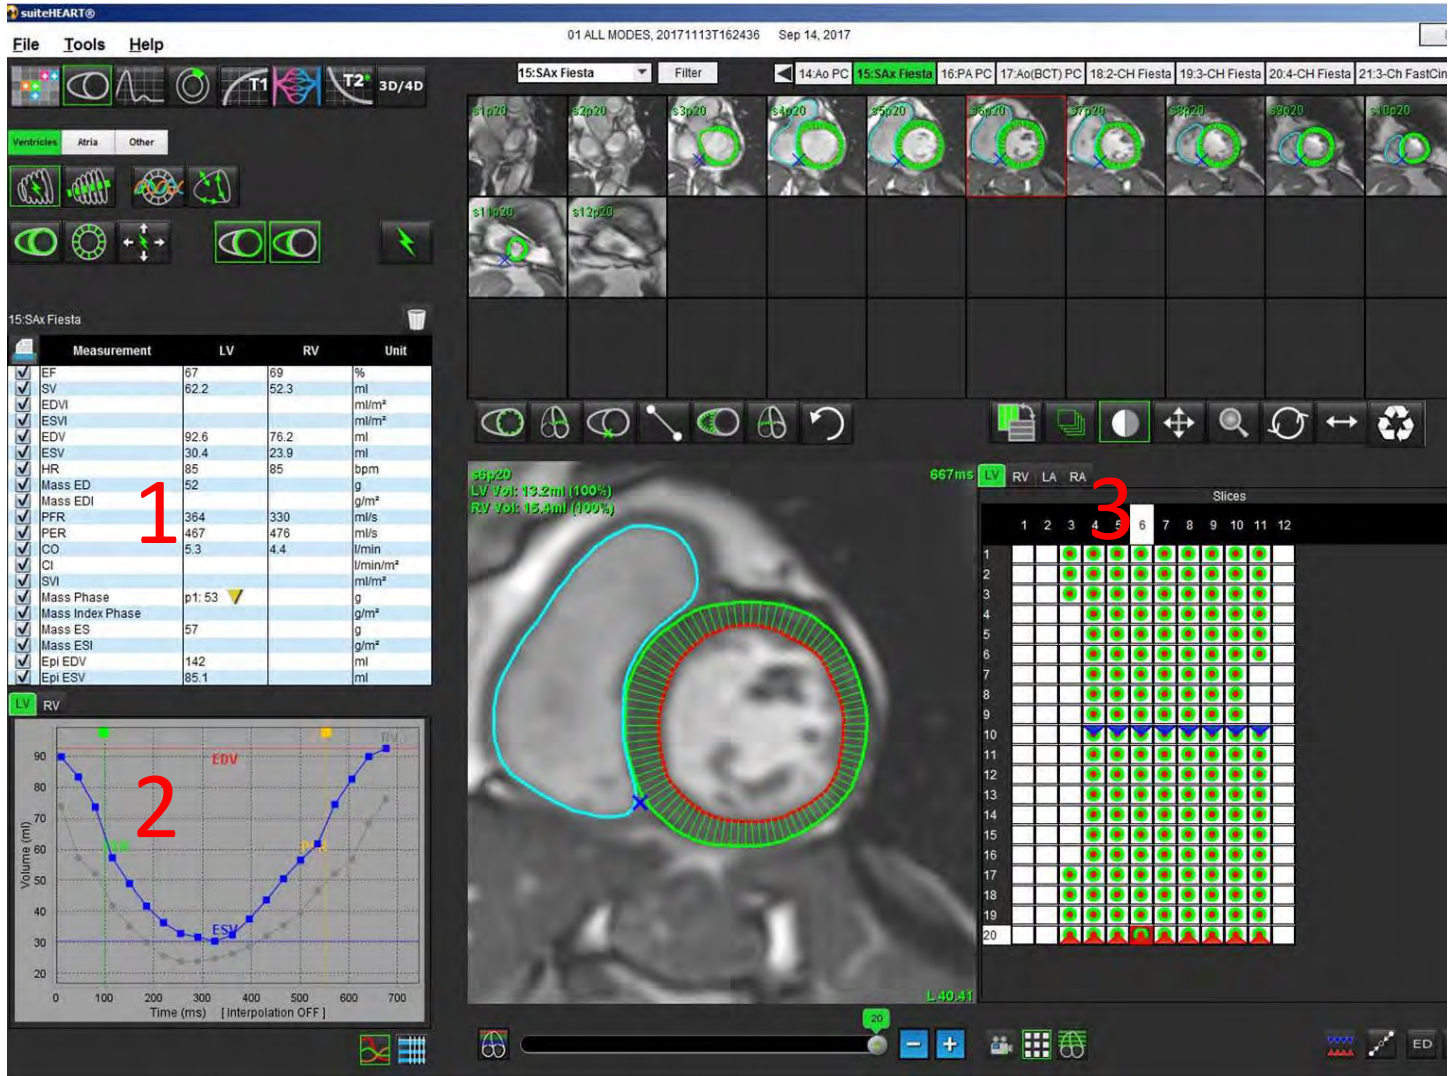 suiteHEART®
File Tools Help
01 ALL MODES, 20171113T162436 Sep 14, 2017
T1 T2* 3D/4D
15:SAx Fiesta Filter 14:Ao PC 15:SAx Fiesta 16:PA PC 17:Ao(BCT) PC 18:2-CH Fiesta 19:3-CH Fiesta 20:4-CH Fiesta 21:3-Ch FastCin
Ventricles Atria Other
s1p20 s2p20 s3p20 s4p20 s5p20 s6p20 s7p20 s8p20 s9p20 s10p20
s11p20 s12p20
15:SAx Fiesta
Measurement LV RV Unit
EF 67 69 %
SV 62.2 52.3 ml
EDVI ml/m²
ESVI ml/m²
EDV 92.6 76.2 ml
ESV 30.4 23.9 ml
HR 85 85 bpm
Mass ED 52 g
Mass EDI g/m²
PFR 364 330 ml/s
PER 467 476 ml/s
CO 5.3 4.4 l/min
CI l/min/m²
SVI ml/m²
Mass Phase p1: 53 g
Mass Index Phase g/m²
Mass ES 57 g
Mass ESI g/m²
Epi EDV 142 ml
Epi ESV 85.1 ml
1
LV RV
EDV
RV
ESV
2
90
80
70
60
50
40
30
20
Volume (ml)
0 100 200 300 400 500 600 700
Time (ms) [ Interpolation OFF ]
s6p20
LV Vol: 13.2ml (100%)
RV Vol: 15.4ml (100%)
667ms
L 40.41
20
LV RV LA RA
3
Slices
1 2 3 4 5 6 7 8 9 10 11 12
1
2
3
4
5
6
7
8
9
10
11
12
13
14
15
16
17
18
19
20
ED